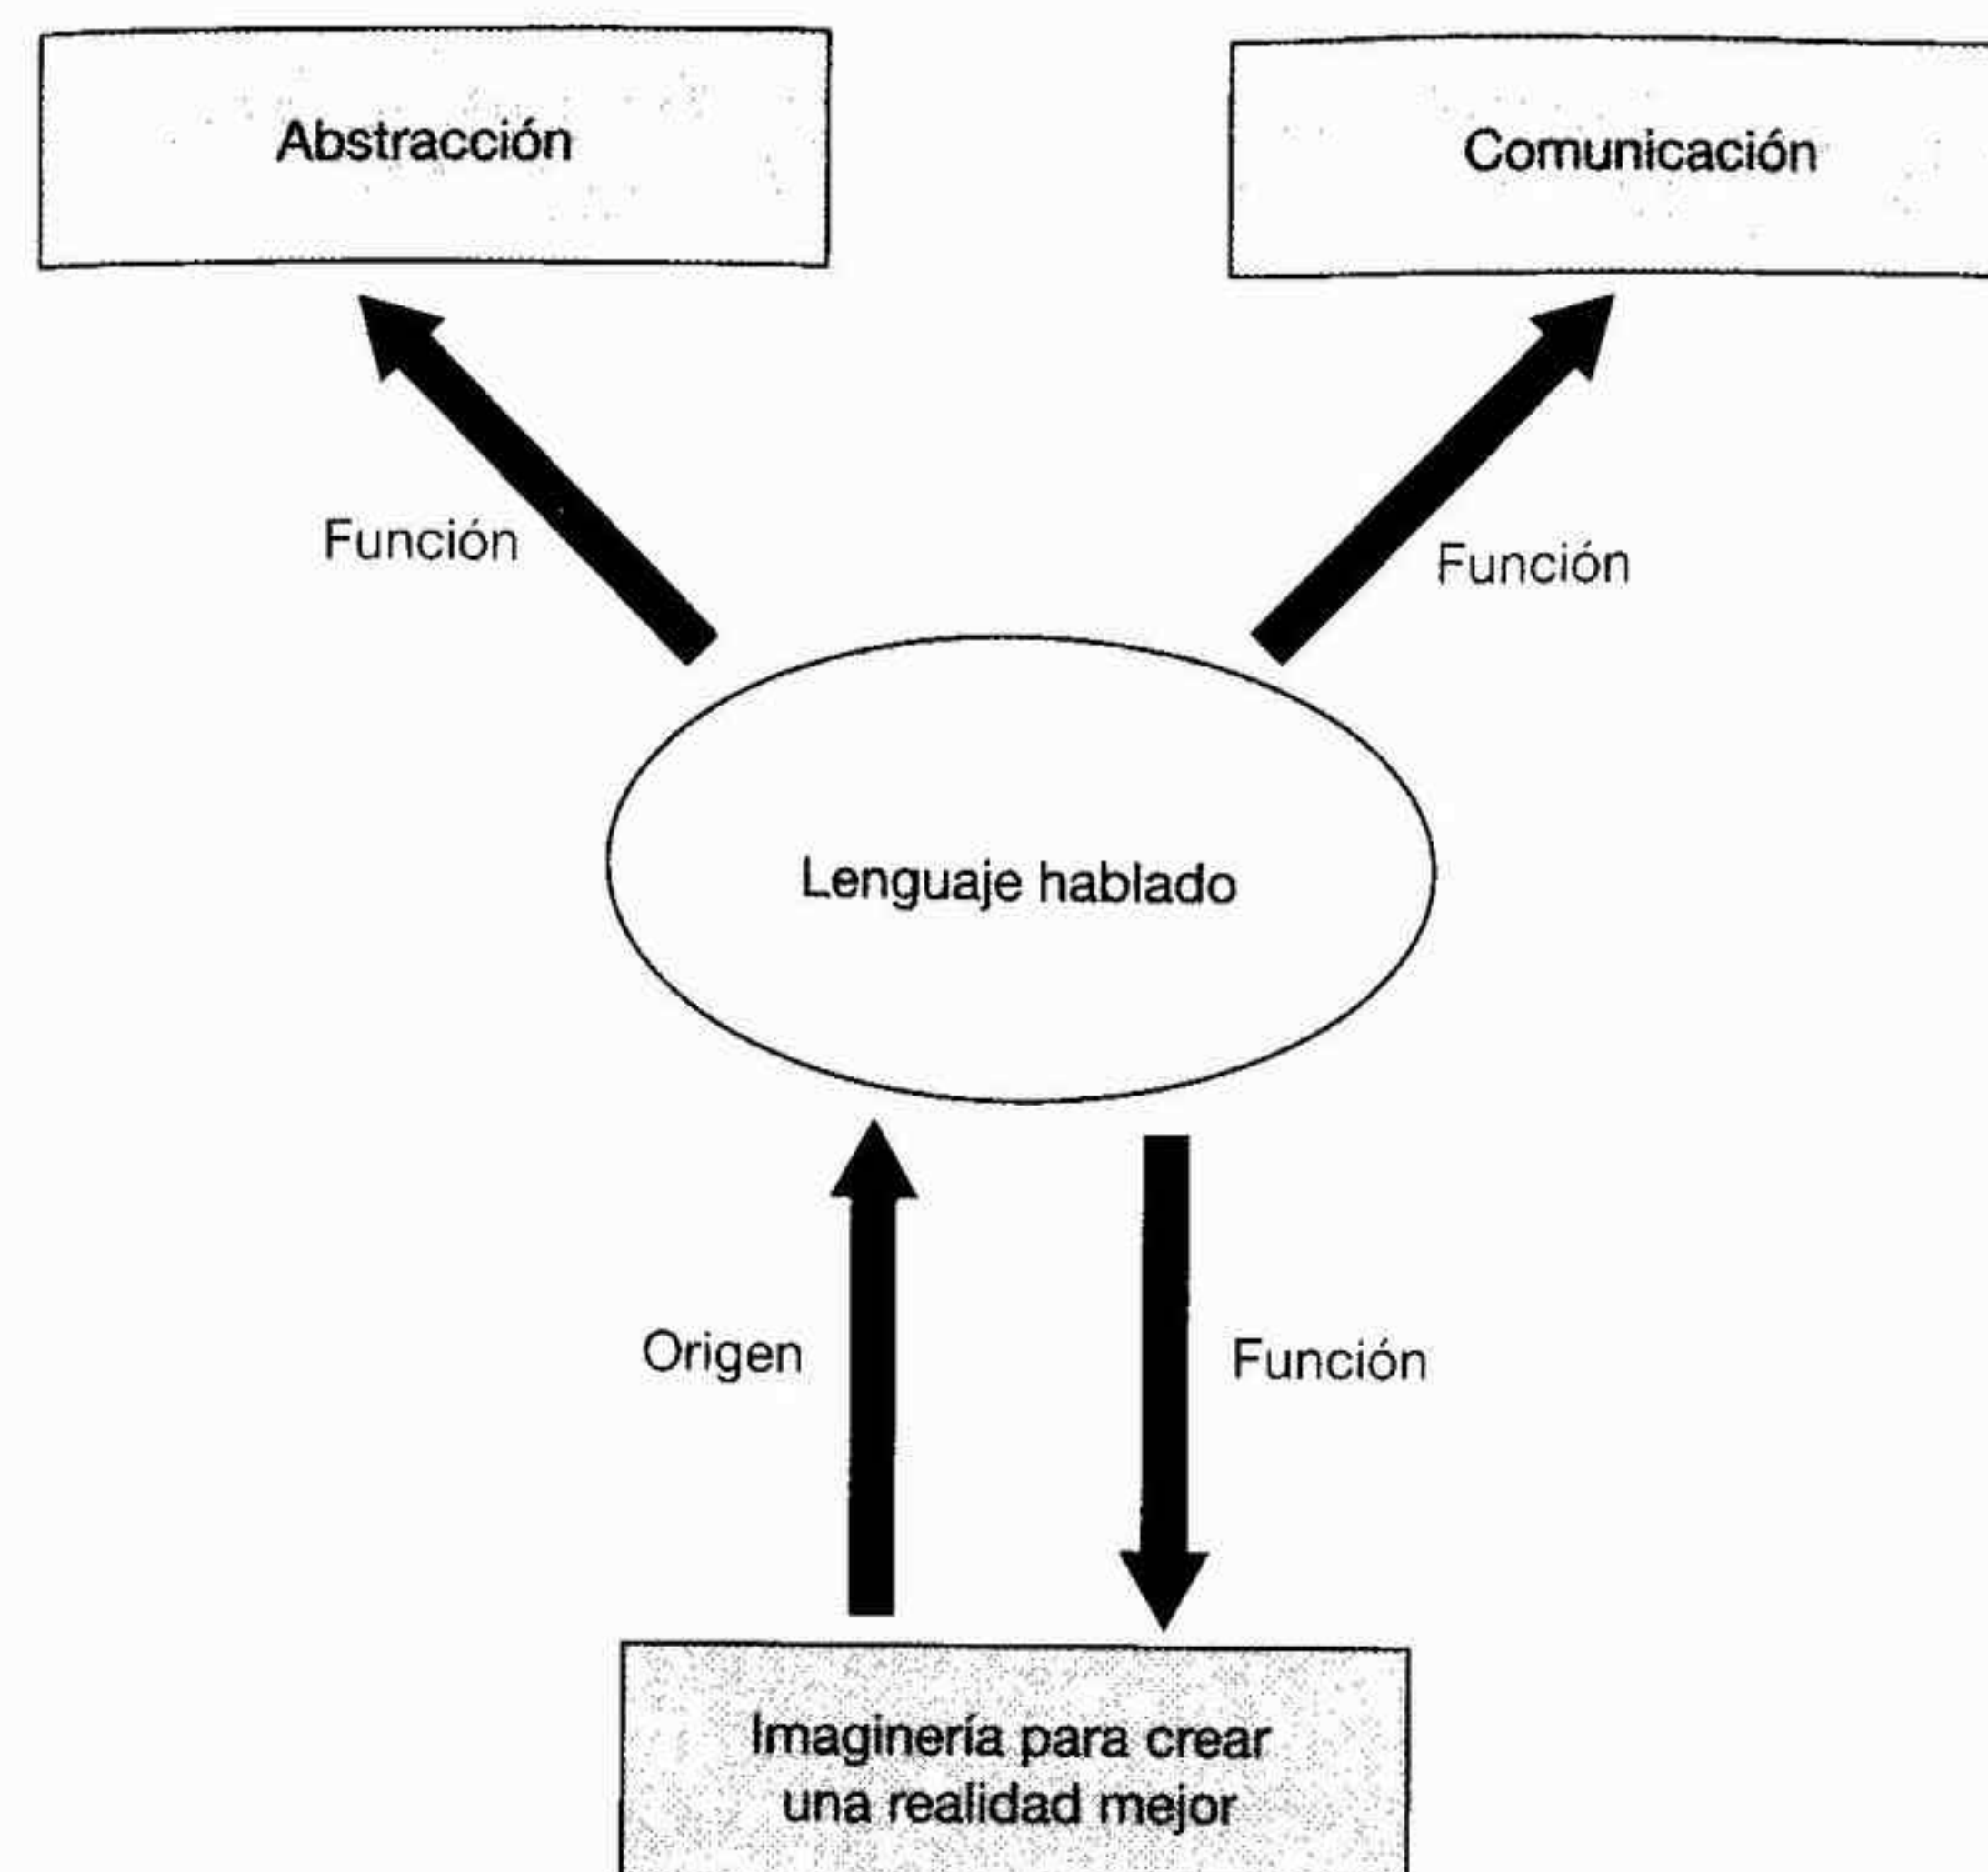 Abstracción
Comunicación
Función
Función
Lenguaje hablado
Origen
Función
Imaginería para crear
una realidad mejor